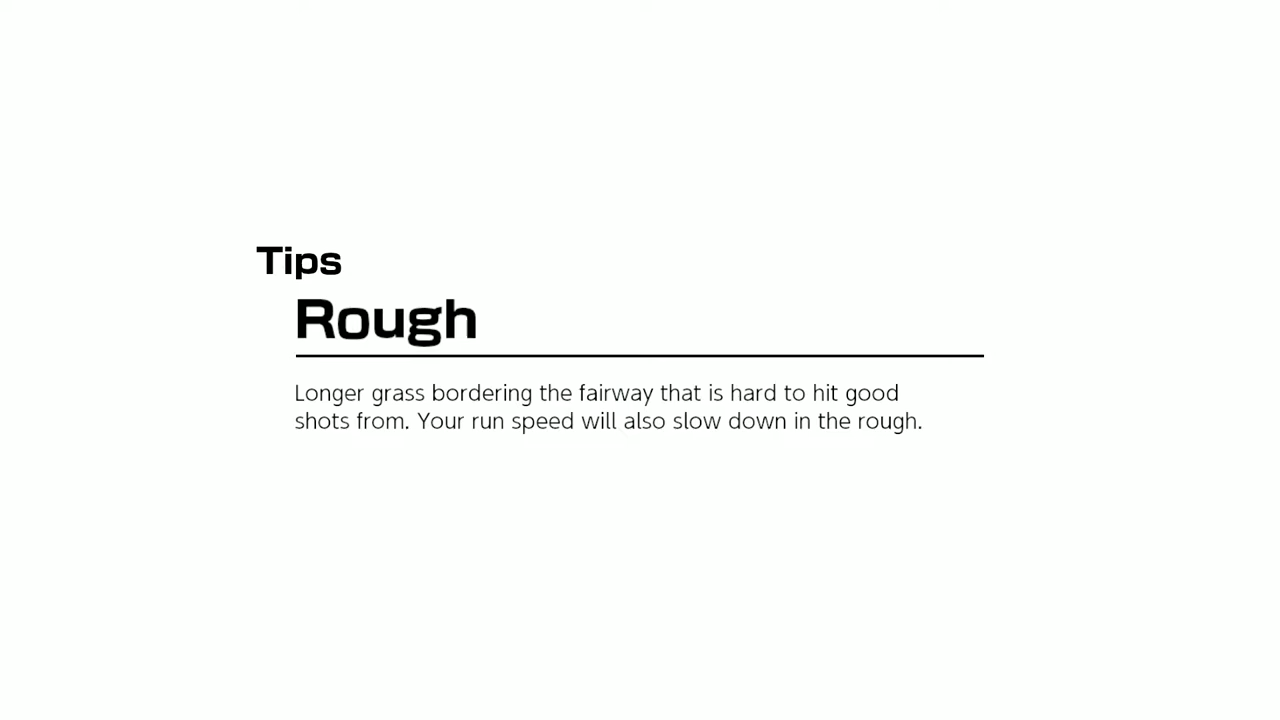 Tips
Rough
Longer grass bordering the fairway that is hard to hit good
shots from. Your run speed will also slow down in the rough.